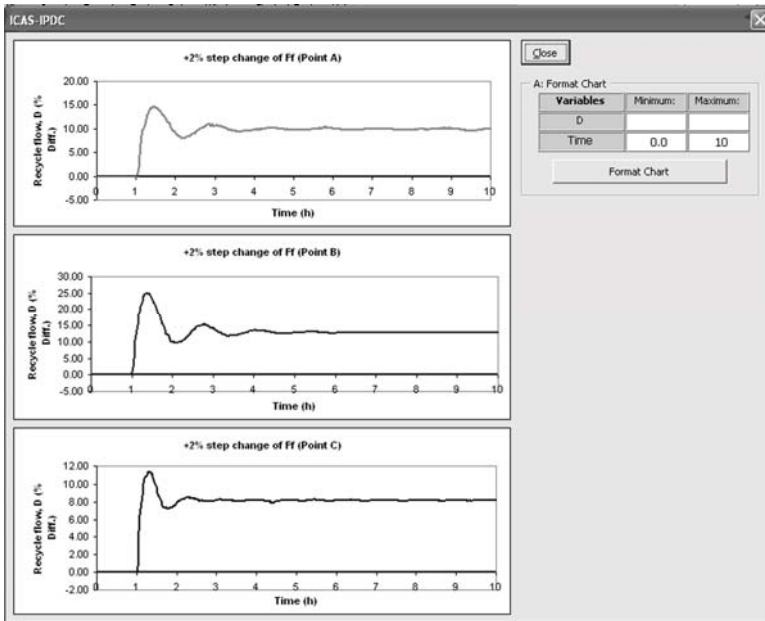 ICAS-IPDC
+2% step change of Ff (Point A)
Recycle flow, D (%
Diff.)
20.00
15.00
10.00
5.00
0.00
-5.00
0 1 2 3 4 5 6 7 8 9 10
Time (h)
+2% step change of Ff (Point B)
Recycle flow, D (%
Diff.)
30.00
25.00
20.00
15.00
10.00
5.00
0.00
-5.00
0 1 2 3 4 5 6 7 8 9 10
Time (h)
+2% step change of Ff (Point C)
Recycle flow, D (%
Diff.)
12.00
10.00
8.00
6.00
4.00
2.00
0.00
-2.00
0 1 2 3 4 5 6 7 8 9 10
Time (h)
Close
A: Format Chart
Variables Minimum: Maximum:
D
Time 0.0 10
Format Chart